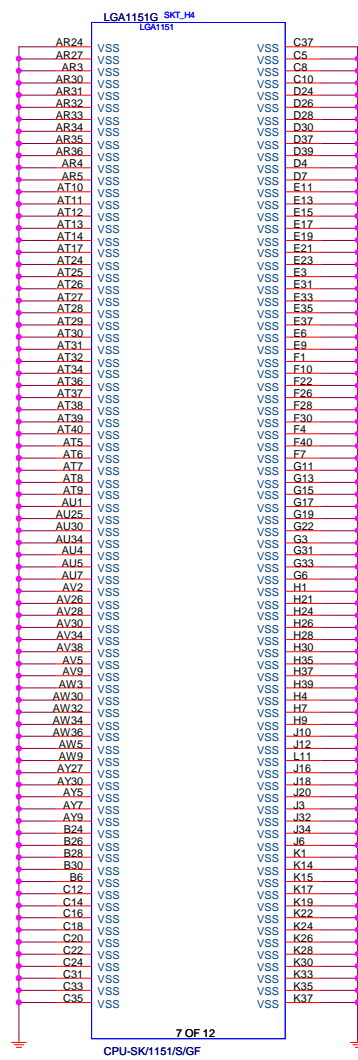 LGA1151G SKT_H4
LGA1151
AR24 VSS VSS C37
AR27 VSS VSS C5
AR3 VSS VSS C8
AR30 VSS VSS C10
AR31 VSS VSS D24
AR32 VSS VSS D26
AR33 VSS VSS D28
AR34 VSS VSS D30
AR35 VSS VSS D37
AR36 VSS VSS D39
AR4 VSS VSS D4
AR5 VSS VSS D7
AT10 VSS VSS E11
AT11 VSS VSS E13
AT12 VSS VSS E15
AT13 VSS VSS E17
AT14 VSS VSS E19
AT17 VSS VSS E21
AT24 VSS VSS E23
AT25 VSS VSS E3
AT26 VSS VSS E31
AT27 VSS VSS E33
AT28 VSS VSS E35
AT29 VSS VSS E37
AT30 VSS VSS E6
AT31 VSS VSS E9
AT32 VSS VSS F1
AT34 VSS VSS F10
AT36 VSS VSS F22
AT37 VSS VSS F26
AT38 VSS VSS F28
AT39 VSS VSS F30
AT40 VSS VSS F4
AT5 VSS VSS F40
AT6 VSS VSS F7
AT7 VSS VSS G11
AT8 VSS VSS G13
AT9 VSS VSS G15
AU1 VSS VSS G17
AU25 VSS VSS G19
AU30 VSS VSS G22
AU34 VSS VSS G3
AU4 VSS VSS G31
AU5 VSS VSS G33
AU7 VSS VSS G6
AV2 VSS VSS H1
AV26 VSS VSS H21
AV28 VSS VSS H24
AV30 VSS VSS H26
AV34 VSS VSS H28
AV38 VSS VSS H30
AV5 VSS VSS H35
AV9 VSS VSS H37
AW3 VSS VSS H39
AW30 VSS VSS H4
AW32 VSS VSS H7
AW34 VSS VSS H9
AW36 VSS VSS J10
AW5 VSS VSS J12
AW9 VSS VSS L11
AY27 VSS VSS J16
AY30 VSS VSS J18
AY5 VSS VSS J20
AY7 VSS VSS J3
AY9 VSS VSS J32
B24 VSS VSS J34
B26 VSS VSS J6
B28 VSS VSS K1
B30 VSS VSS K14
B6 VSS VSS K15
C12 VSS VSS K17
C14 VSS VSS K19
C16 VSS VSS K22
C18 VSS VSS K24
C20 VSS VSS K26
C22 VSS VSS K28
C24 VSS VSS K30
C31 VSS VSS K33
C33 VSS VSS K35
C35 VSS VSS K37
7 OF 12
CPU-SK/1151/S/GF